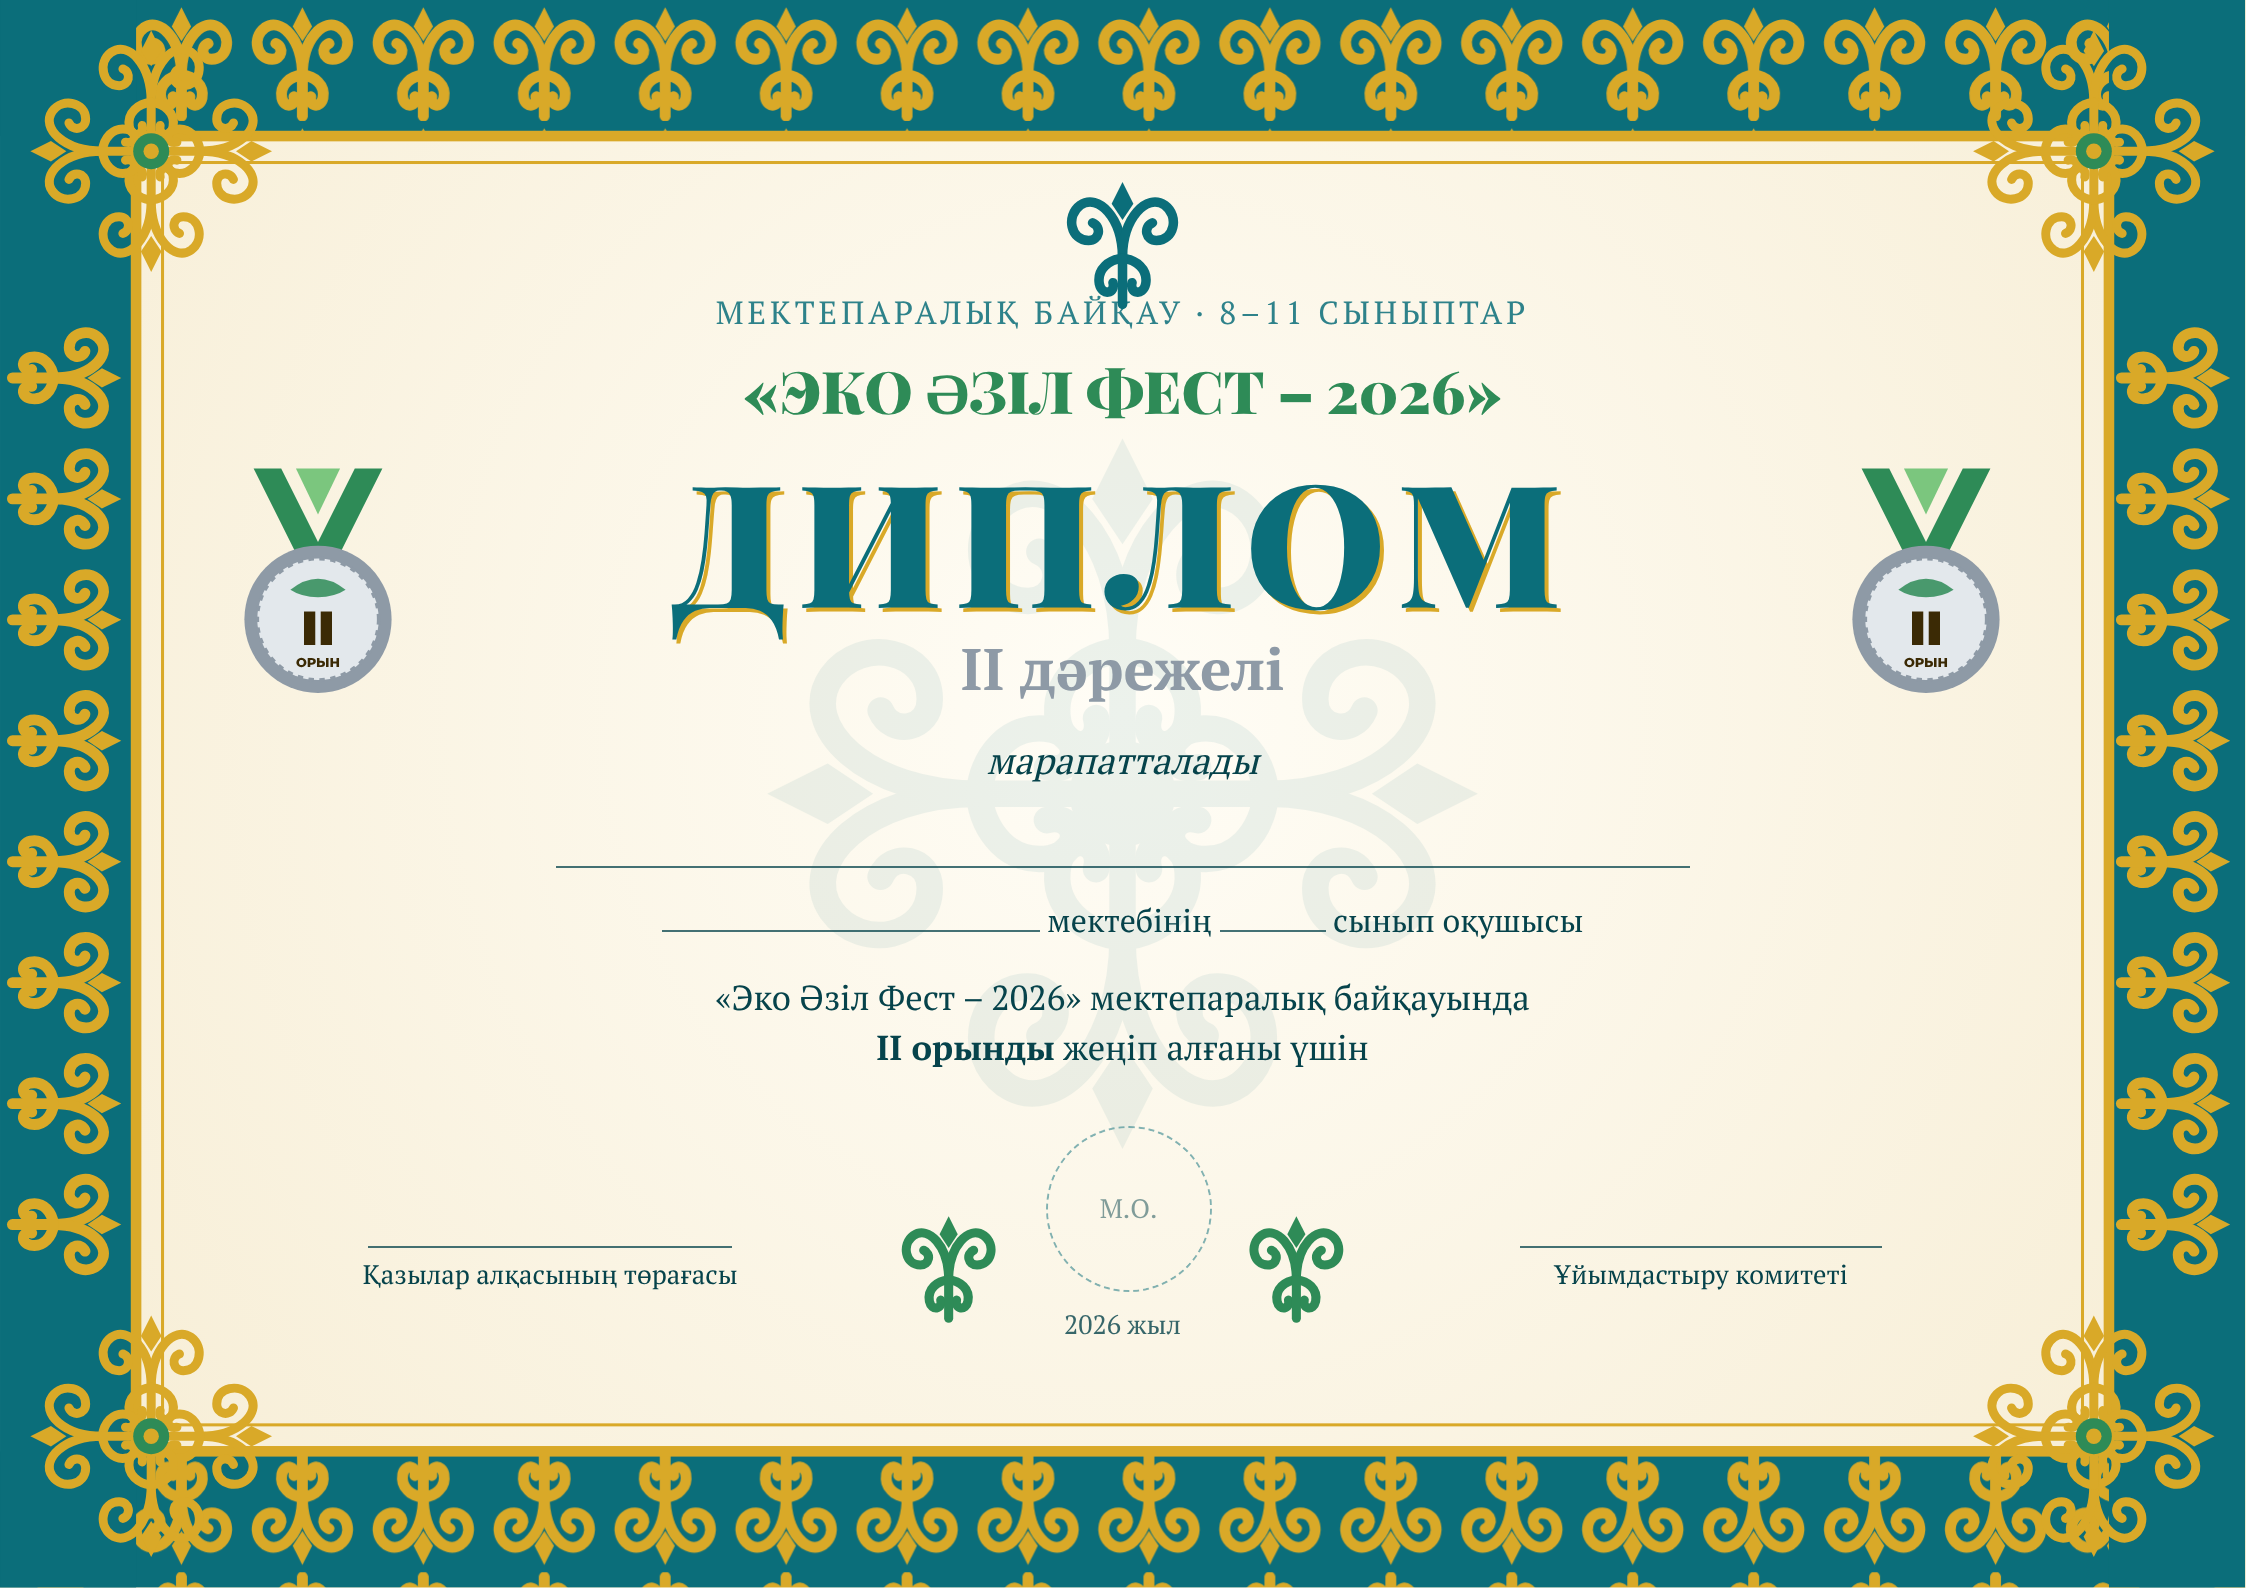 МЕКТЕПАРАЛЫҚ БАЙҚАУ · 8–11 СЫНЫПТАР
«ЭКО ӘЗІЛ ФЕСТ – 2026»
ДИПЛОМ
II дәрежелі
II
ОРЫН
II
ОРЫН
марапатталады
мектебінің сынып оқушысы
«Эко Әзіл Фест – 2026» мектепаралық байқауында
II орынды жеңіп алғаны үшін
М.О.
Қазылар алқасының төрағасы
Ұйымдастыру комитеті
2026 жыл